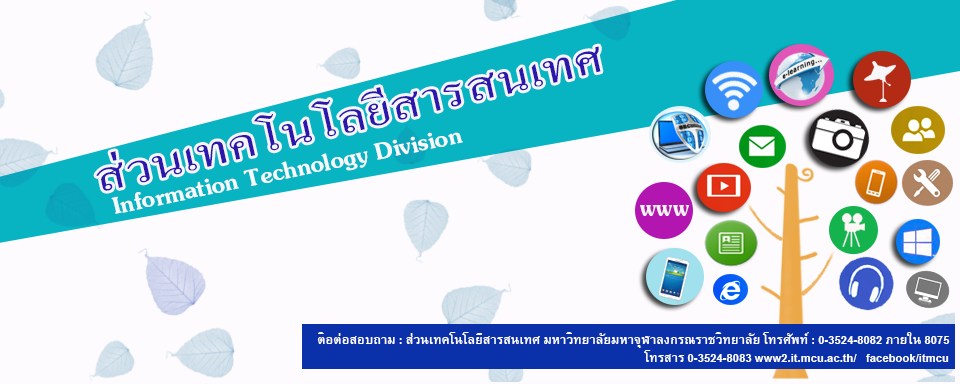 ส่วนเทคโนโลยีสารสนเทศ
Information Technology Division
e-learning...
SECURITY
www
ติดต่อสอบถาม : ส่วนเทคโนโลยีสารสนเทศ มหาวิทยาลัยมหาจุฬาลงกรณราชวิทยาลัย โทรศัพท์ : 0-3524-8082 ภายใน 8075
โทรสาร 0-3524-8083 www2.it.mcu.ac.th/ facebook/itmcu